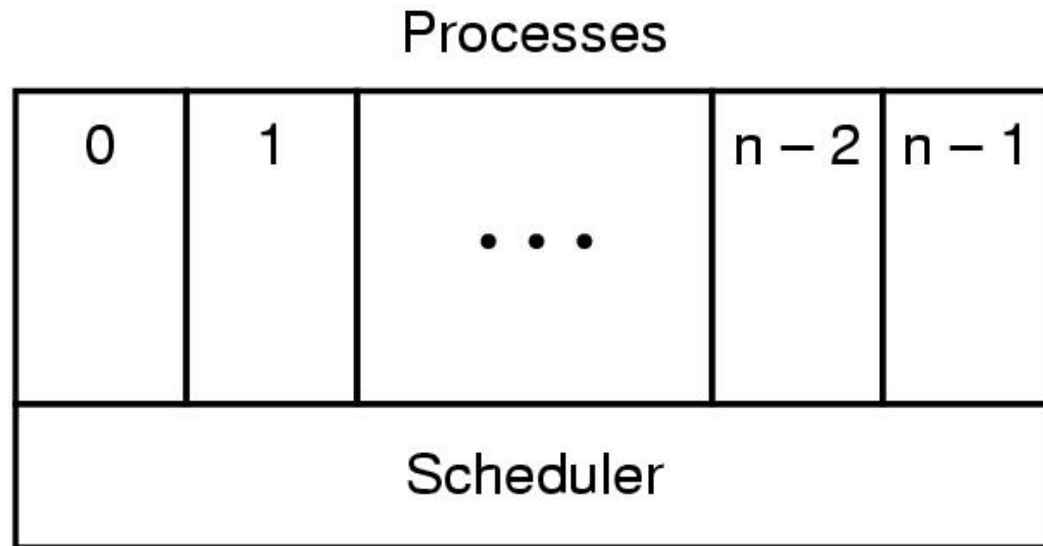 Processes
0 1 n – 2 n – 1
• • •
Scheduler